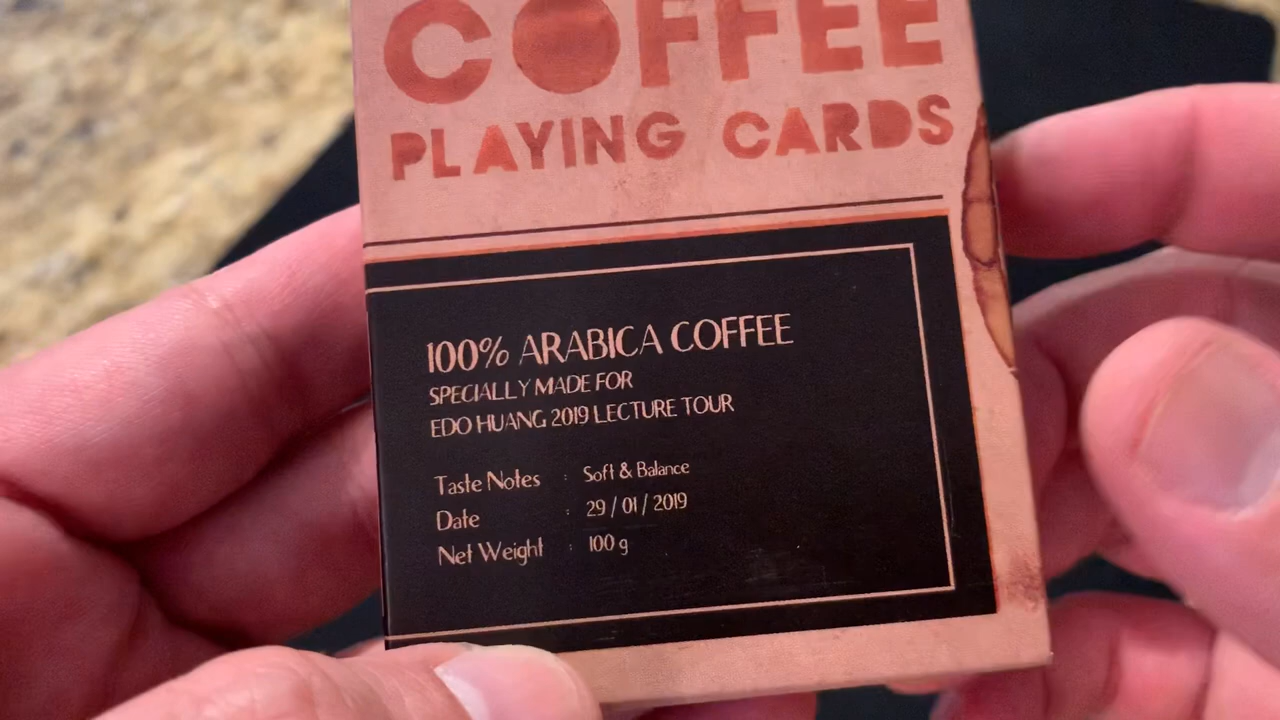 COFFEE
PLAYING CARDS
100% ARABICA COFFEE
SPECIALLY MADE FOR
EDO HUANG 2019 LECTURE TOUR
Taste Notes : Soft & Balance
Date : 29 / 01 / 2019
Net Weight : 100 g